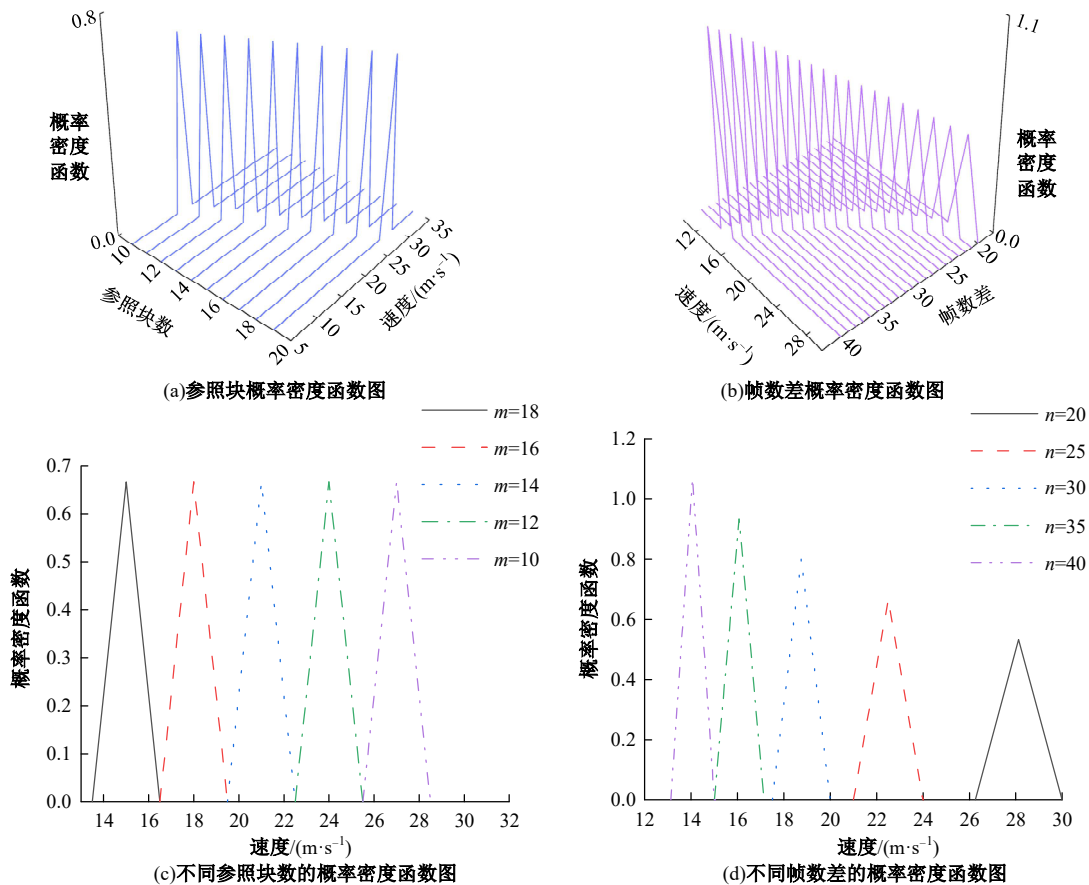 0.8
概率
密度
函数
0.0
10
12
14
16
18
20
参照块数
5
10
15
20
25
30
35
速度/(m·s⁻¹)
(a)参照块概率密度函数图
1.1
概率
密度
函数
0.0
12
16
20
24
28
速度/(m·s⁻¹)
20
25
30
35
40
帧数差
(b)帧数差概率密度函数图
m=18
m=16
m=14
m=12
m=10
0.7
0.6
0.5
0.4
0.3
0.2
0.1
0.0
概率密度函数
14 16 18 20 22 24 26 28 30 32
速度/(m·s⁻¹)
(c)不同参照块数的概率密度函数图
n=20
n=25
n=30
n=35
n=40
1.2
1.0
0.8
0.6
0.4
0.2
0.0
概率密度函数
12 14 16 18 20 22 24 26 28 30
速度/(m·s⁻¹)
(d)不同帧数差的概率密度函数图